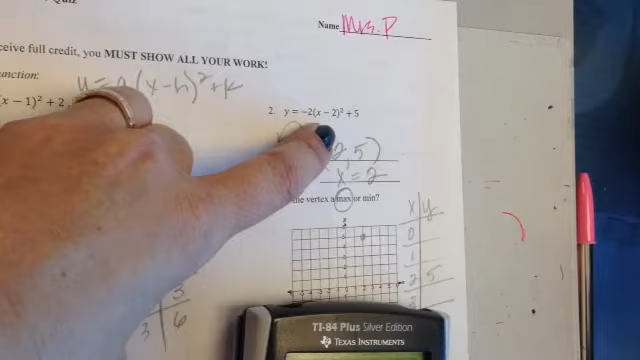 Quiz
Name Mrs. P
ceive full credit, you MUST SHOW ALL YOUR WORK!
unction:
y = a(x-h)² + k
(x − 1)² + 2
2. y = −2(x − 2)² + 5
2, 5)
x = 2
the vertex a max or min?
x y
0
1
2 5
3
3 6
TI-84 Plus Silver Edition
TEXAS INSTRUMENTS